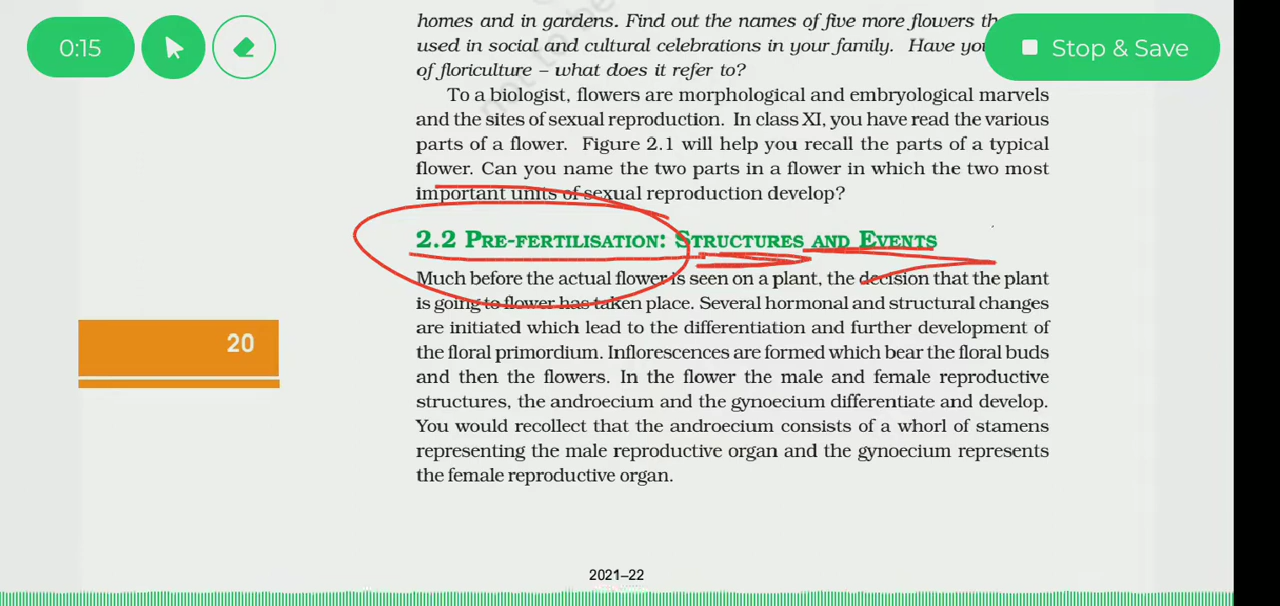 0:15
Stop & Save
homes and in gardens. Find out the names of five more flowers
used in social and cultural celebrations in your family. Have
of floriculture – what does it refer to?
To a biologist, flowers are morphological and embryological marvels
and the sites of sexual reproduction. In class XI, you have read the various
parts of a flower. Figure 2.1 will help you recall the parts of a typical
flower. Can you name the two parts in a flower in which the two most
important units of sexual reproduction develop?
2.2 PRE-FERTILISATION: STRUCTURES AND EVENTS
Much before the actual flower is seen on a plant, the decision that the plant
is going to flower has taken place. Several hormonal and structural changes
are initiated which lead to the differentiation and further development of
the floral primordium. Inflorescences are formed which bear the floral buds
and then the flowers. In the flower the male and female reproductive
structures, the androecium and the gynoecium differentiate and develop.
You would recollect that the androecium consists of a whorl of stamens
representing the male reproductive organ and the gynoecium represents
the female reproductive organ.
20
2021–22
not to be